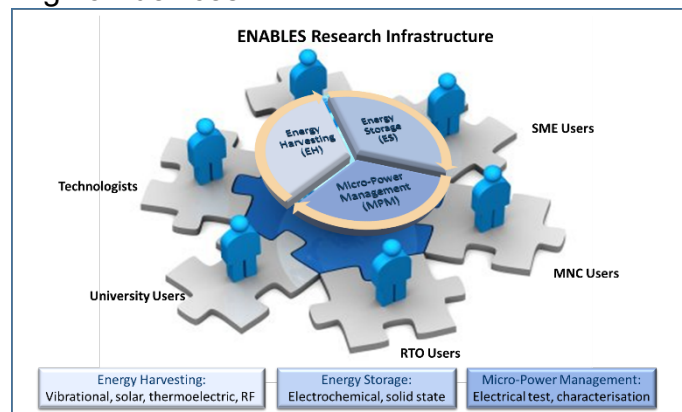 ENABLES Research Infrastructure
Energy
Harvesting
(EH)
Energy
Storage
(ES)
Micro-Power
Management
(MPM)
SME Users
Technologists
MNC Users
University Users
RTO Users
Energy Harvesting:
Vibrational, solar, thermoelectric, RF
Energy Storage:
Electrochemical, solid state
Micro-Power Management:
Electrical test, characterisation